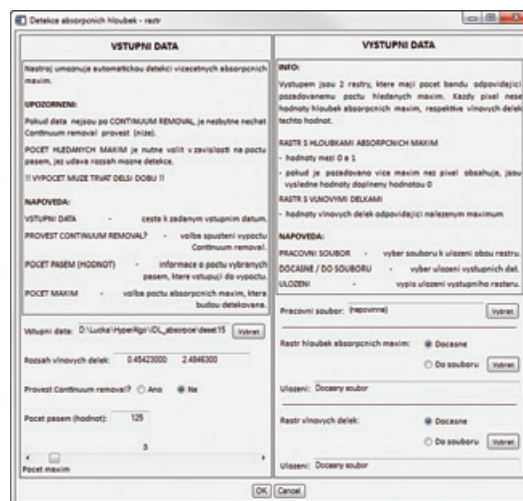 Detekce absorpcnich hloubek - rastr
VSTUPNI DATA
Nastroj umoznuje automatickou detekci vicecetnych absorpcnich
maxim.
UPOZORNENI:
Pokud data nejsou po CONTINUUM REMOVAL, je nezbytne nechat
Continuum removal provest (nize).
POCET HLEDANYCH MAXIM je nutne volit v zavislosti na poctu
pasem, jez udava rozsah mozne detekce.
!! VYPOCET MUZE TRVAT DELSI DOBU !!
NAPOVEDA:
VSTUPNI DATA - cesta k zadanym vstupnim datum.
PROVEST CONTINUUM REMOVAL? - volba spusteni vypoctu
Continuum removal.
POCET PASEM (HODNOT) - informace o poctu vybranych
pasem, ktere vstupuji do vypoctu.
POCET MAXIM - volba poctu absorpcnich maxim, ktera
budou detekovana.
Vstupni data: D:\Lucka\HyperAlgo\IDL_absorpce\deset15 Vybrat
Rozsah vlnovych delek: 0.45423000: 2.4846300
Provest Continuum removal? Ano Ne
Pocet pasem (hodnot): 125
3
Pocet maxim
VYSTUPNI DATA
INFO:
Vystupem jsou 2 rastry, ktere maji pocet bandu odpovidajici
pozadovanemu poctu hledanych maxim. Kazdy pixel nese
hodnoty hloubek absorpcnich maxim, respektive vlnovych delek
techto hodnot.
RASTR S HLOUBKAMI ABSORPCNICH MAXIM
- hodnoty mezi 0 a 1
- pokud je pozadovano vice maxim nez pixel obsahuje, jsou
vysledne hodnoty doplneny hodnotou 0
RASTR S VLNOVYMI DELKAMI
- hodnoty vlnovych delek odpovidajici nalezenym maximum
NAPOVEDA:
PRACOVNI SOUBOR - vyber souboru k ulozeni obou rastru.
DOCASNE / DO SOUBORU - vyber ulozeni vystupnich dat.
ULOZENI - vypis ulozeni vystupniho rasteru.
Pracovni soubor: (nepovinne) Vybrat
Rastr hloubek absorpcnich maxim: Docasne
Do souboru Vybrat
Ulozeni: Docasny soubor
Rastr vlnovych delek: Docasne
Do souboru Vybrat
Ulozeni: Docasny soubor
OK Cancel